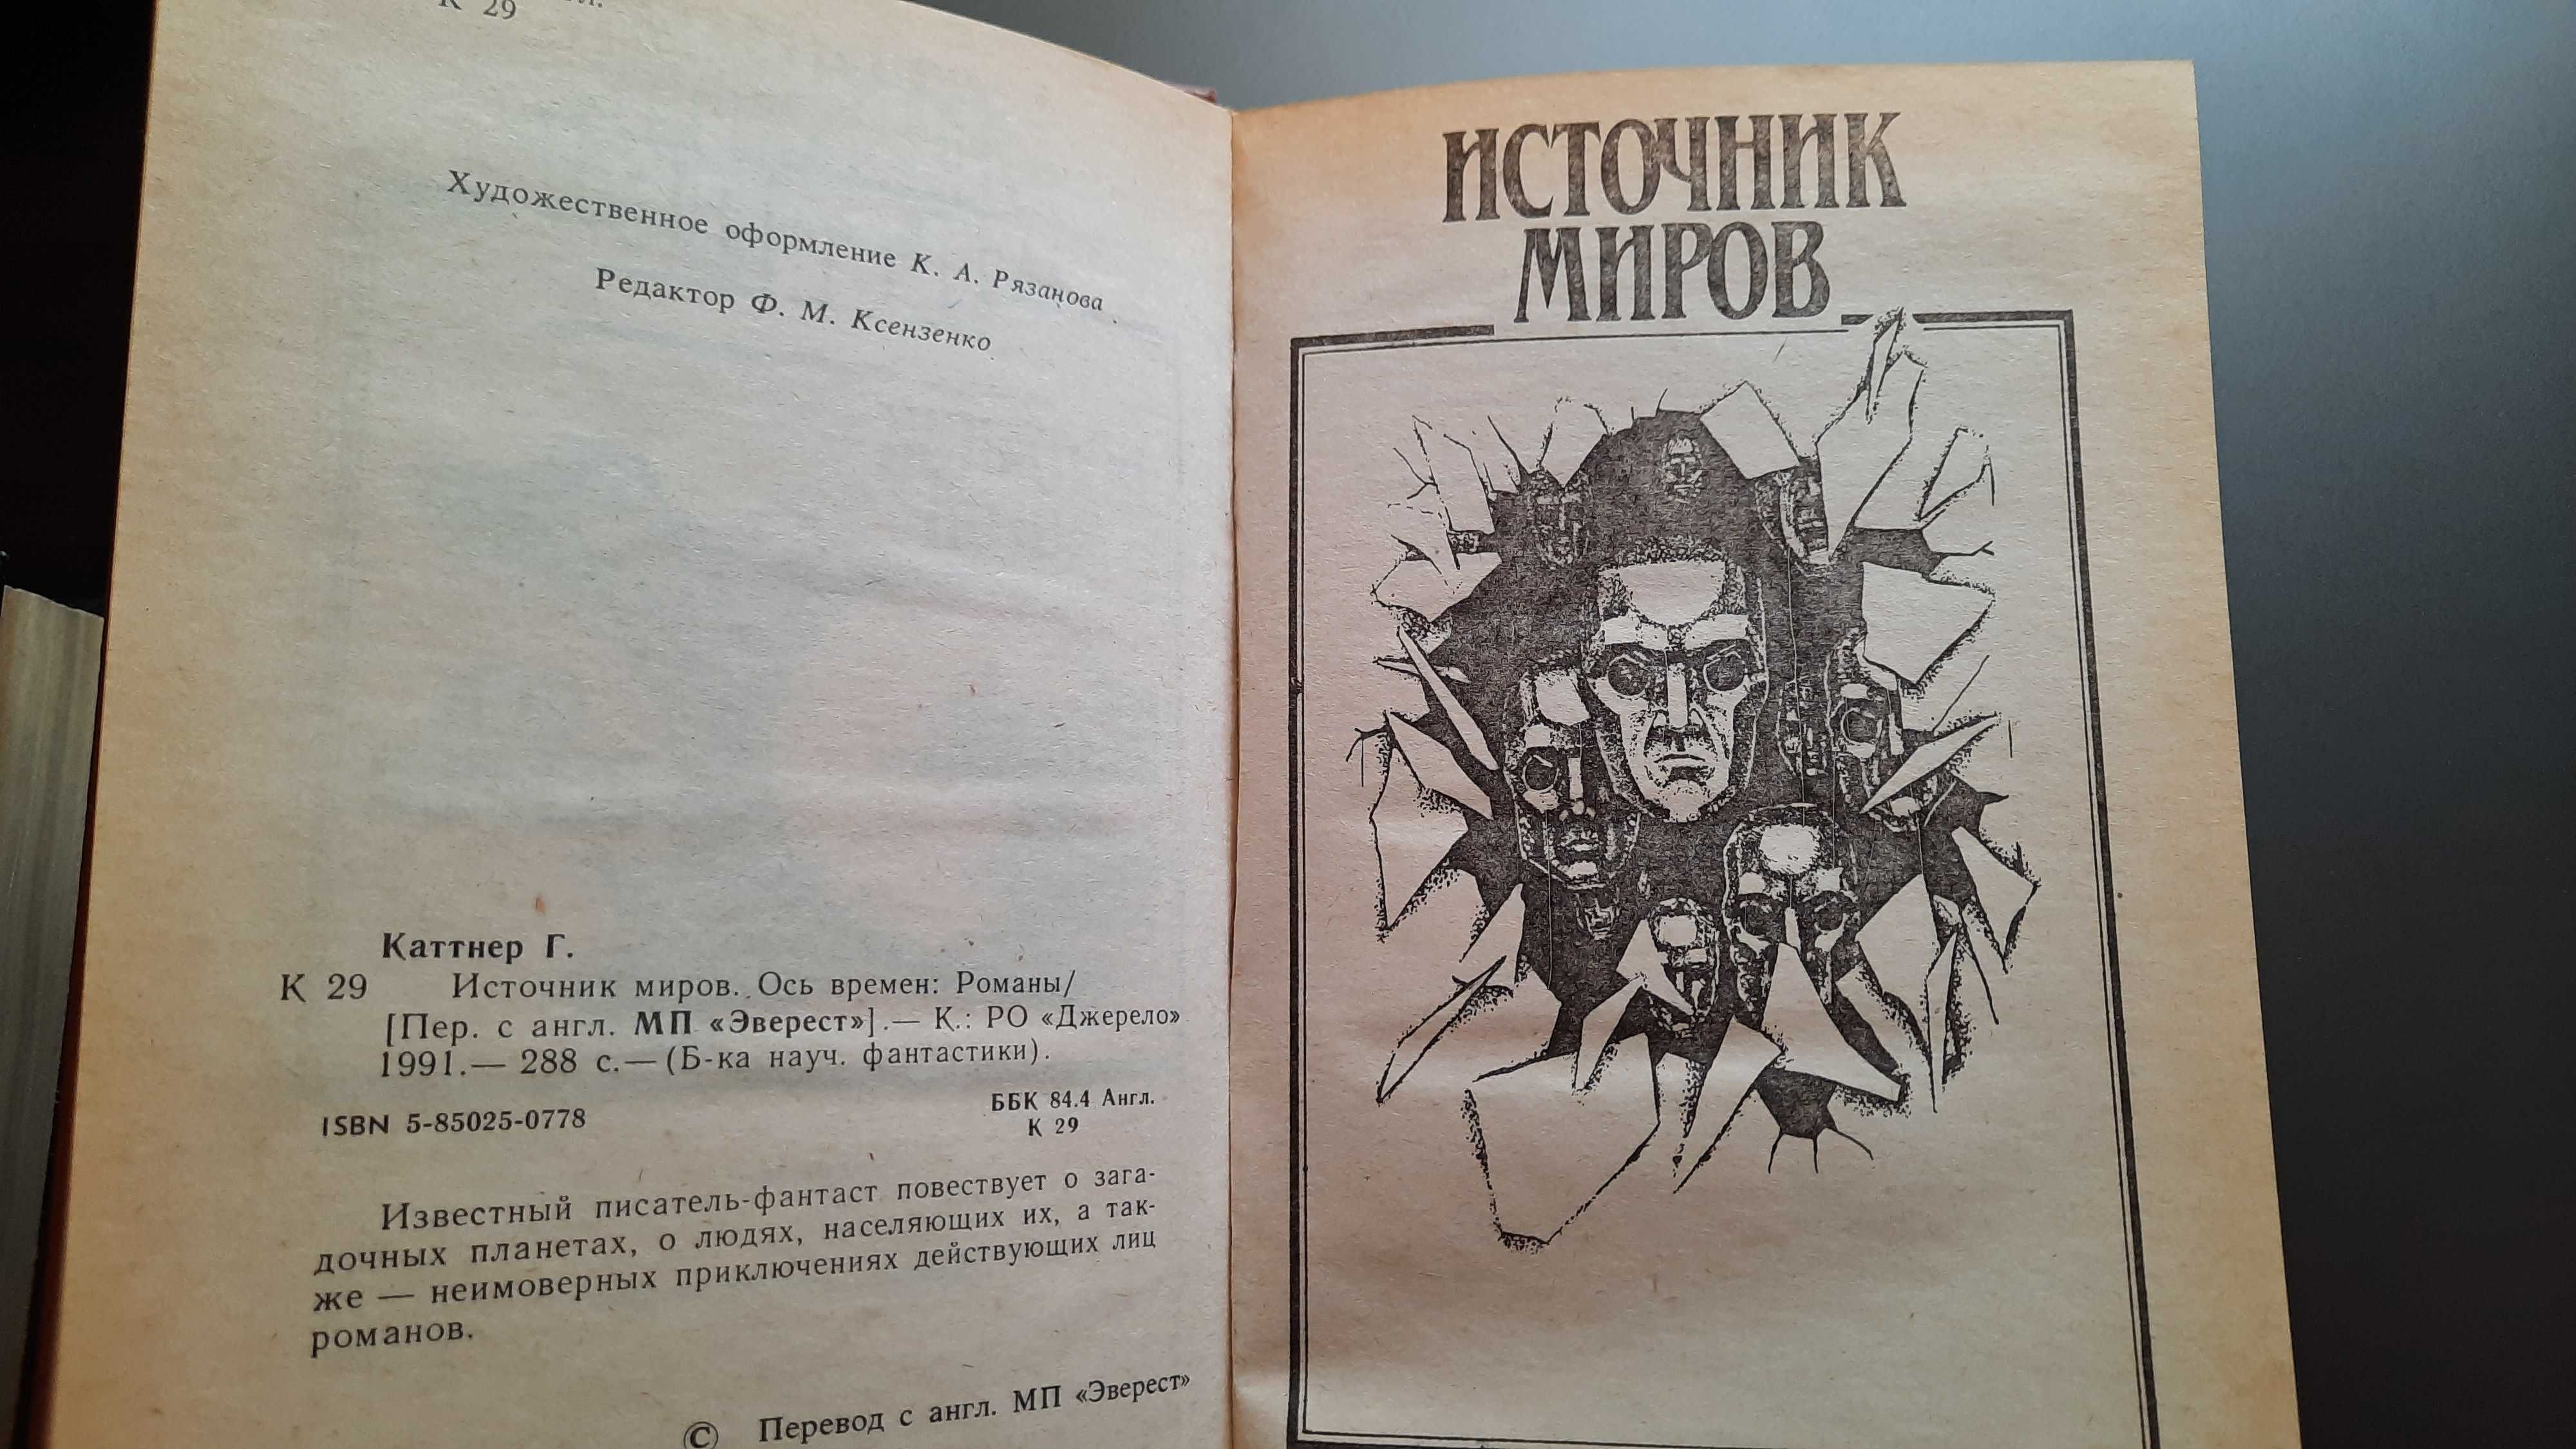 К 29
Художественное оформление К. А. Рязанова
Редактор Ф. М. Ксензенко
Каттнер Г.
К 29 Источник миров. Ось времен: Романы/
[Пер. с англ. МП «Эверест»].— К.: РО «Джерело»
1991.— 288 с.— (Б-ка науч. фантастики).
ISBN 5-85025-0778
ББК 84.4 Англ.
К 29
Известный писатель-фантаст повествует о зага-
дочных планетах, о людях, населяющих их, а так-
же — неимоверных приключениях действующих лиц
романов.
© Перевод с англ. МП «Эверест»
ИСТОЧНИК
МИРОВ